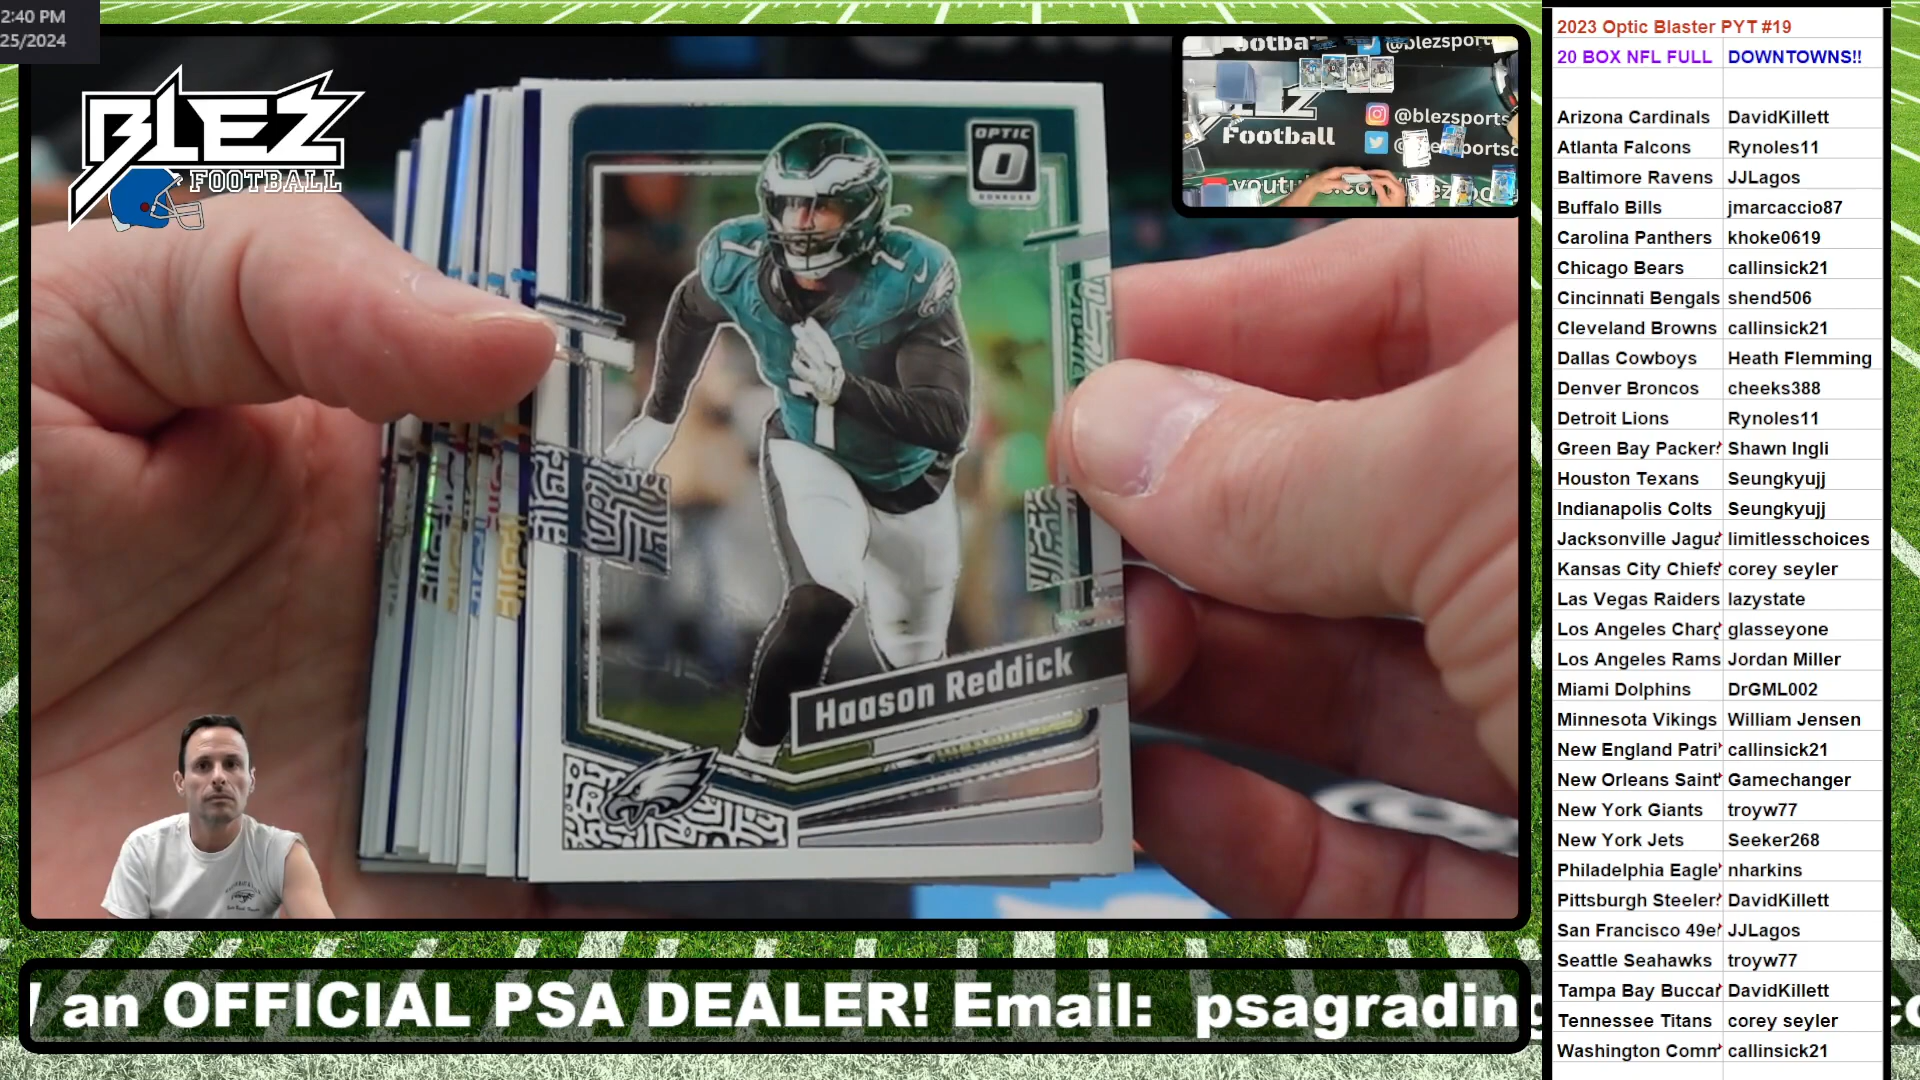 2:40 PM
25/2024
BLEZ
FOOTBALL
OPTIC
DONRUSS
Haason Reddick
@blezsport
Football
@blezsports
youtu
an OFFICIAL PSA DEALER! Email: psagrading
2023 Optic Blaster PYT #19
20 BOX NFL FULL DOWNTOWNS!!
Arizona Cardinals DavidKillett
Atlanta Falcons Rynoles11
Baltimore Ravens JJLagos
Buffalo Bills jmarcaccio87
Carolina Panthers khoke0619
Chicago Bears callinsick21
Cincinnati Bengals shend506
Cleveland Browns callinsick21
Dallas Cowboys Heath Flemming
Denver Broncos cheeks388
Detroit Lions Rynoles11
Green Bay Packer Shawn Ingli
Houston Texans Seungkyujj
Indianapolis Colts Seungkyujj
Jacksonville Jagua limitlesschoices
Kansas City Chiefs corey seyler
Las Vegas Raiders lazystate
Los Angeles Charg glasseyone
Los Angeles Rams Jordan Miller
Miami Dolphins DrGML002
Minnesota Vikings William Jensen
New England Patri callinsick21
New Orleans Saint Gamechanger
New York Giants troyw77
New York Jets Seeker268
Philadelphia Eagle nharkins
Pittsburgh Steeler DavidKillett
San Francisco 49e JJLagos
Seattle Seahawks troyw77
Tampa Bay Buccar DavidKillett
Tennessee Titans corey seyler
Washington Comm callinsick21